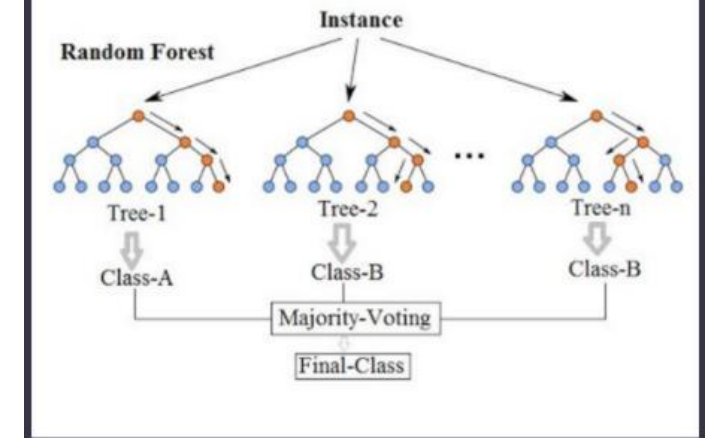 Instance
Random Forest
...
Tree-1
Tree-2
Tree-n
Class-A
Class-B
Class-B
Majority-Voting
Final-Class